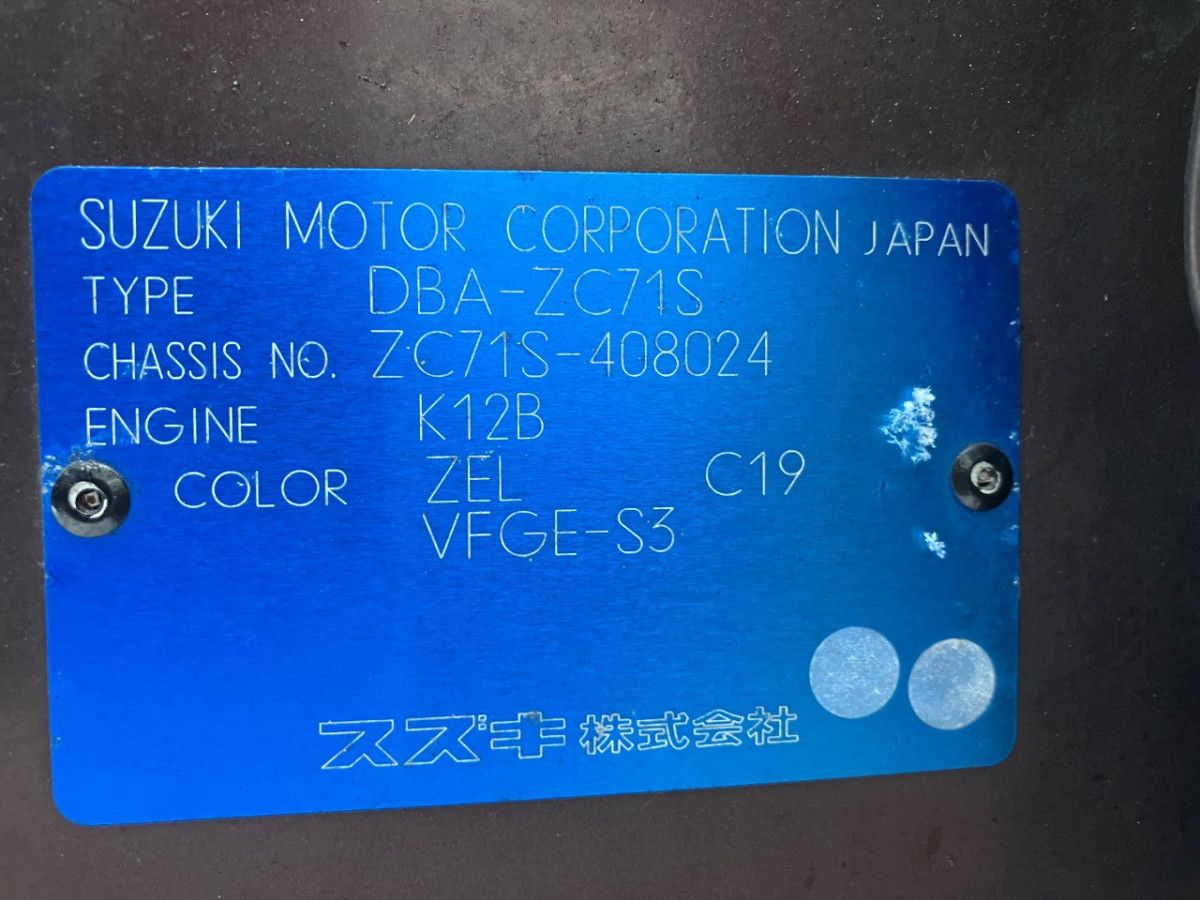 SUZUKI MOTOR CORPORATION JAPAN
TYPE DBA-ZC71S
CHASSIS NO. ZC71S-408024
ENGINE K12B
COLOR ZEL C19
VFGE-S3
スズキ株式会社